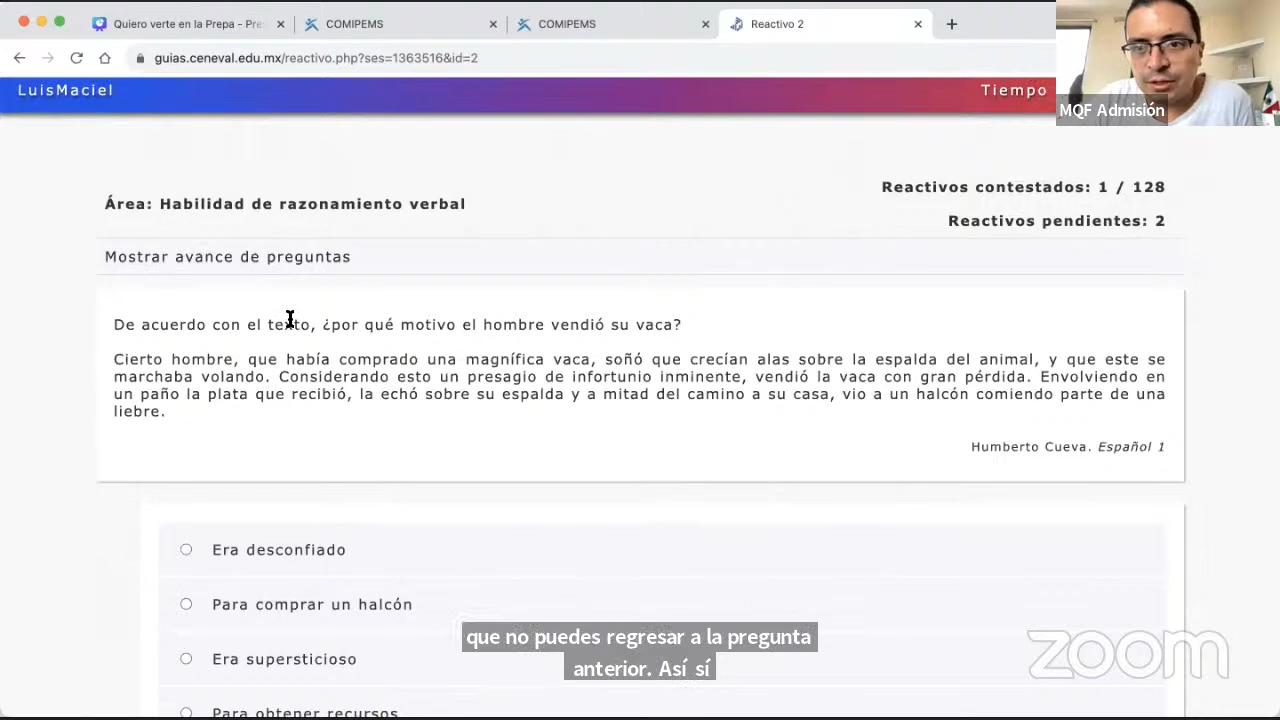 Quiero verte en la Prepa - Pre
COMIPEMS
COMIPEMS
Reactivo 2
guias.ceneval.edu.mx/reactivo.php?ses=1363516&id=2
LuisMaciel
Tiempo
MQF Admisión
Reactivos contestados: 1 / 128
Área: Habilidad de razonamiento verbal
Reactivos pendientes: 2
Mostrar avance de preguntas
De acuerdo con el texto, ¿por qué motivo el hombre vendió su vaca?
Cierto hombre, que había comprado una magnífica vaca, soñó que crecían alas sobre la espalda del animal, y que este se
marchaba volando. Considerando esto un presagio de infortunio inminente, vendió la vaca con gran pérdida. Envolviendo en
un paño la plata que recibió, la echó sobre su espalda y a mitad del camino a su casa, vio a un halcón comiendo parte de una
liebre.
Humberto Cueva. Español 1
Era desconfiado
Para comprar un halcón
Era supersticioso
Para obtener recursos
que no puedes regresar a la pregunta
anterior. Así sí
zoom